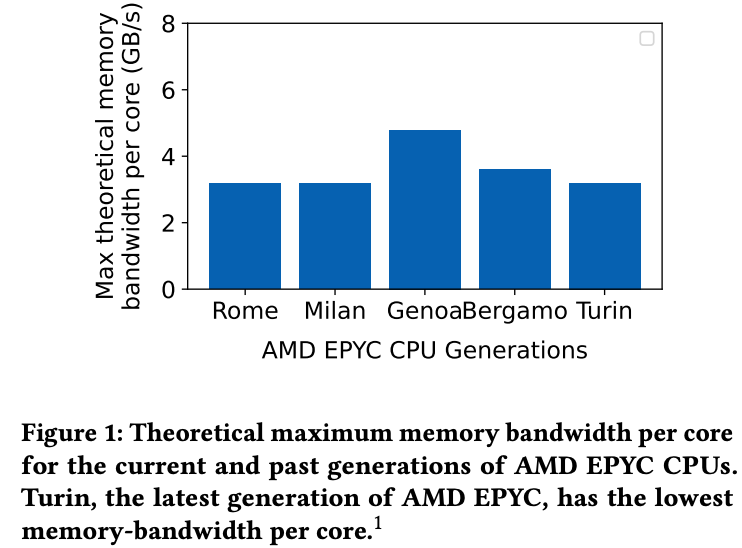 Max theoretical memory
bandwidth per core (GB/s)
8
6
4
2
0
Rome Milan Genoa Bergamo Turin
AMD EPYC CPU Generations
Figure 1: Theoretical maximum memory bandwidth per core
for the current and past generations of AMD EPYC CPUs.
Turin, the latest generation of AMD EPYC, has the lowest
memory-bandwidth per core.¹